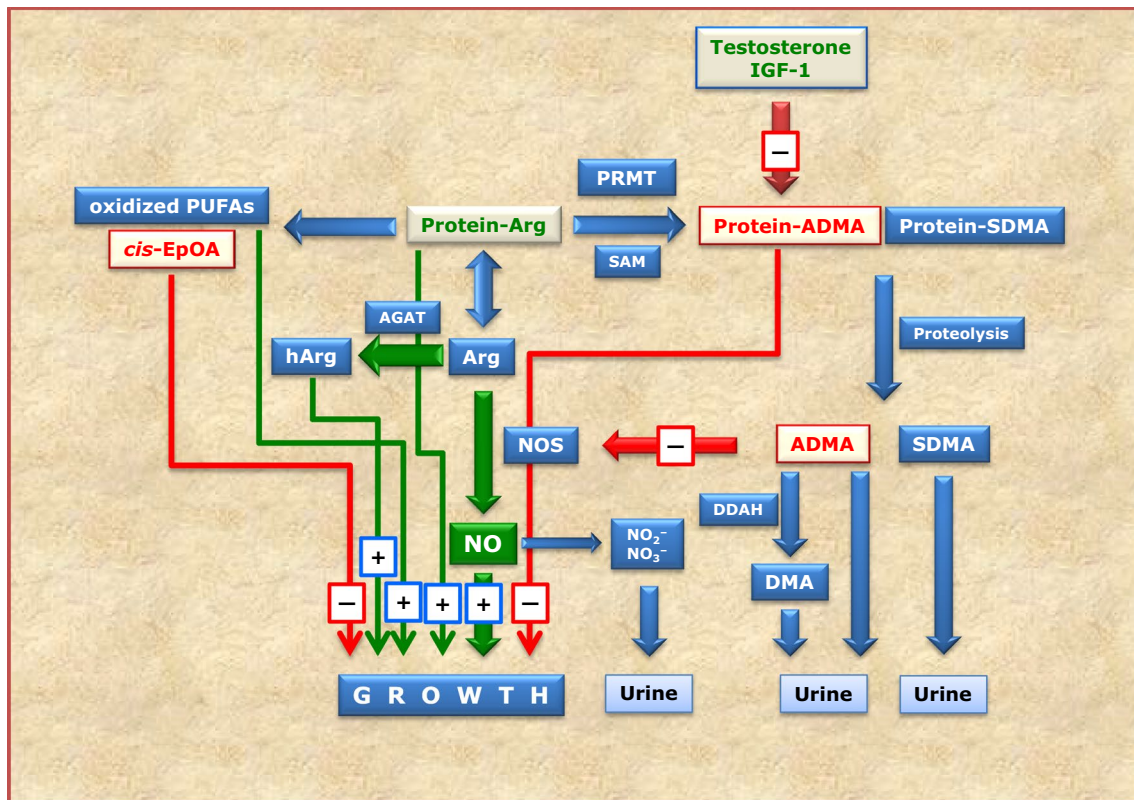 Testosterone
IGF-1
−
PRMT
oxidized PUFAs
Protein-Arg
Protein-ADMA
Protein-SDMA
cis-EpOA
SAM
AGAT
Proteolysis
hArg
Arg
NOS
−
ADMA
SDMA
DDAH
NO
NO₂⁻
NO₃⁻
+
DMA
−
+
+
+
−
G R O W T H
Urine
Urine
Urine